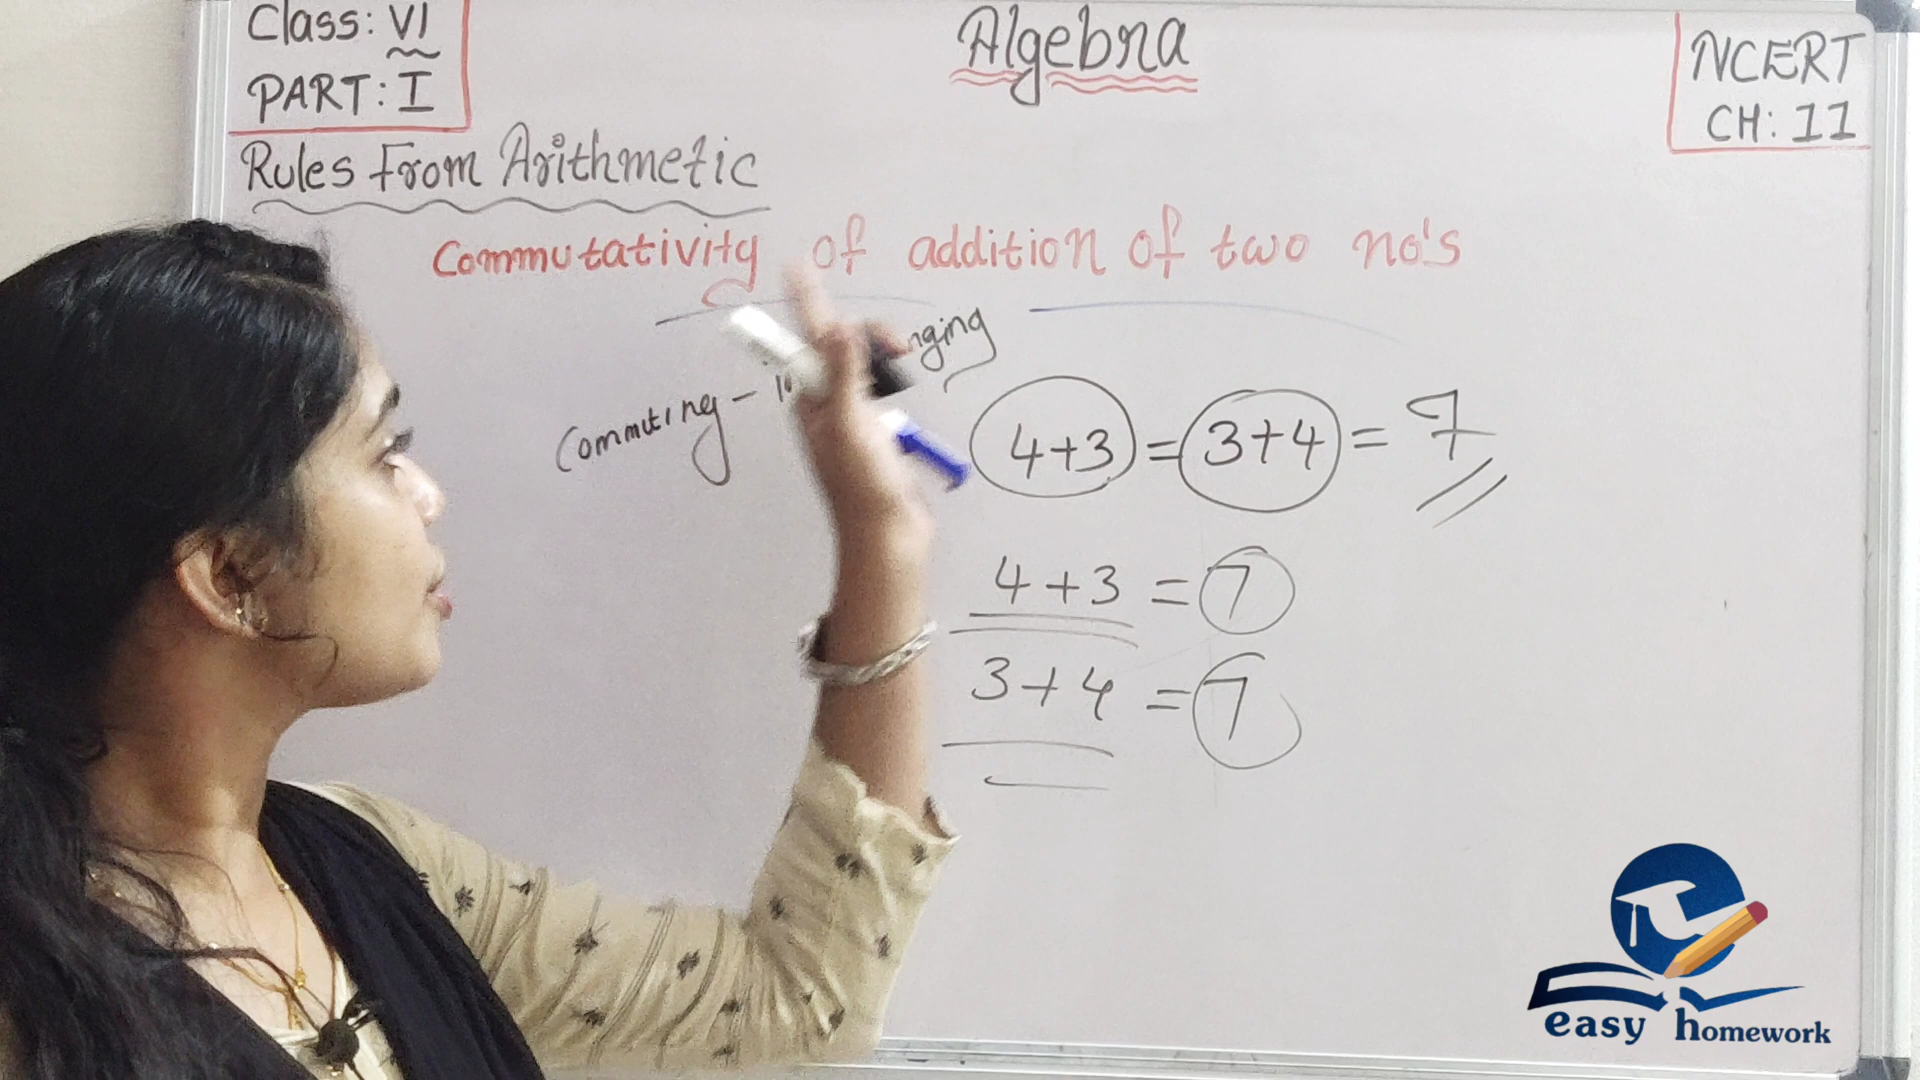 Class: VI
PART: I
Algebra
NCERT
CH: 11
Rules From Arithmetic
Commutativity of addition of two no's
Commuting -
4+3 = 3+4 = 7
4+3 = 7
3+4 = 7
easy homework